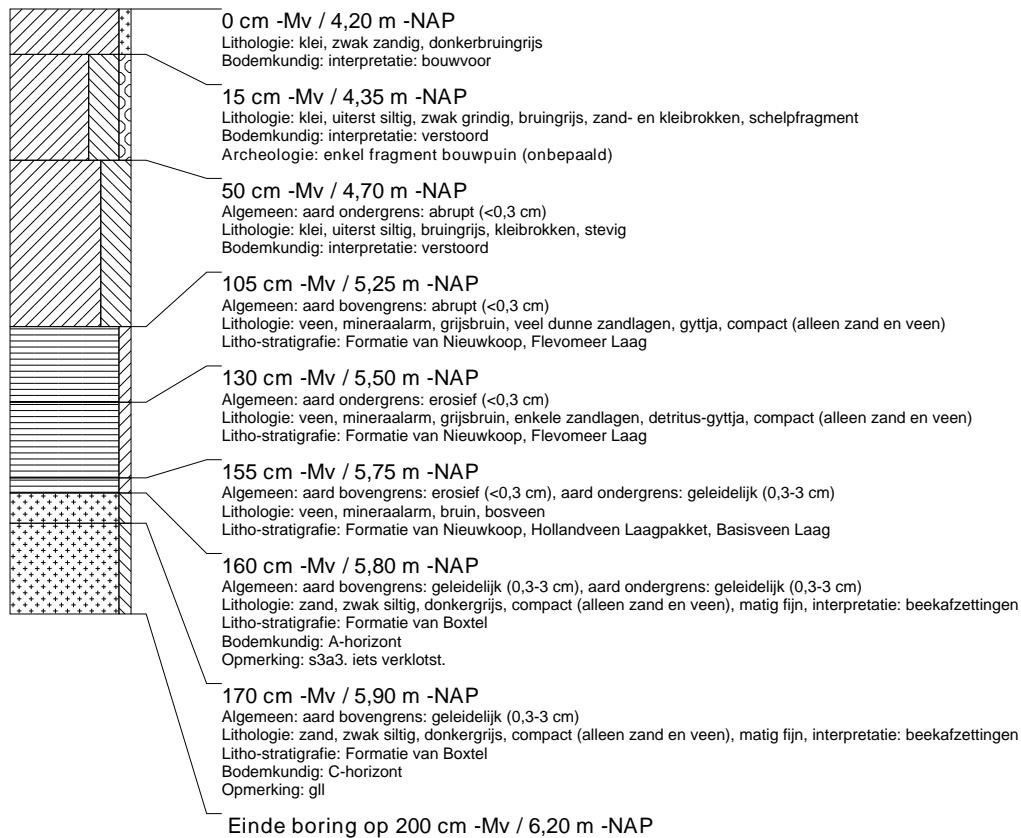 0 cm -Mv / 4,20 m -NAP
Lithologie: klei, zwak zandig, donkerbruingrijs
Bodemkundig: interpretatie: bouwvoor
15 cm -Mv / 4,35 m -NAP
Lithologie: klei, uiterst siltig, zwak grindig, bruingrijs, zand- en kleibrokken, schelpfragment
Bodemkundig: interpretatie: verstoord
Archeologie: enkel fragment bouwpuin (onbepaald)
50 cm -Mv / 4,70 m -NAP
Algemeen: aard ondergrens: abrupt (<0,3 cm)
Lithologie: klei, uiterst siltig, bruingrijs, kleibrokken, stevig
Bodemkundig: interpretatie: verstoord
105 cm -Mv / 5,25 m -NAP
Algemeen: aard bovengrens: abrupt (<0,3 cm)
Lithologie: veen, mineraalarm, grijsbruin, veel dunne zandlagen, gyttja, compact (alleen zand en veen)
Litho-stratigrafie: Formatie van Nieuwkoop, Flevomeer Laag
130 cm -Mv / 5,50 m -NAP
Algemeen: aard ondergrens: erosief (<0,3 cm)
Lithologie: veen, mineraalarm, grijsbruin, enkele zandlagen, detritus-gyttja, compact (alleen zand en veen)
Litho-stratigrafie: Formatie van Nieuwkoop, Flevomeer Laag
155 cm -Mv / 5,75 m -NAP
Algemeen: aard bovengrens: erosief (<0,3 cm), aard ondergrens: geleidelijk (0,3-3 cm)
Lithologie: veen, mineraalarm, bruin, bosveen
Litho-stratigrafie: Formatie van Nieuwkoop, Hollandveen Laagpakket, Basisveen Laag
160 cm -Mv / 5,80 m -NAP
Algemeen: aard bovengrens: geleidelijk (0,3-3 cm), aard ondergrens: geleidelijk (0,3-3 cm)
Lithologie: zand, zwak siltig, donkergrijs, compact (alleen zand en veen), matig fijn, interpretatie: beekafzettingen
Litho-stratigrafie: Formatie van Boxtel
Bodemkundig: A-horizont
Opmerking: s3a3. iets verklotst.
170 cm -Mv / 5,90 m -NAP
Algemeen: aard bovengrens: geleidelijk (0,3-3 cm)
Lithologie: zand, zwak siltig, donkergrijs, compact (alleen zand en veen), matig fijn, interpretatie: beekafzettingen
Litho-stratigrafie: Formatie van Boxtel
Bodemkundig: C-horizont
Opmerking: gll
Einde boring op 200 cm -Mv / 6,20 m -NAP